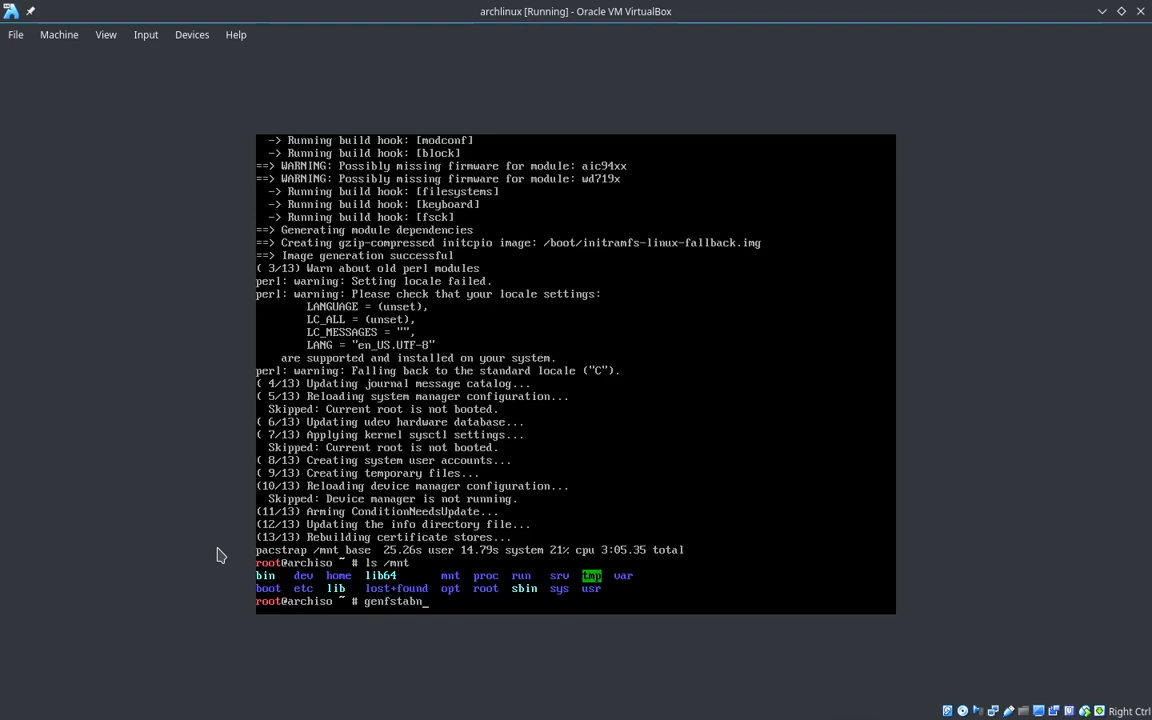 archlinux [Running] - Oracle VM VirtualBox
File Machine View Input Devices Help
-> Running build hook: [modconf]
-> Running build hook: [block]
==> WARNING: Possibly missing firmware for module: aic94xx
==> WARNING: Possibly missing firmware for module: wd719x
-> Running build hook: [filesystems]
-> Running build hook: [keyboard]
-> Running build hook: [fsck]
==> Generating module dependencies
==> Creating gzip-compressed initcpio image: /boot/initramfs-linux-fallback.img
==> Image generation successful
( 3/13) Warn about old perl modules
perl: warning: Setting locale failed.
perl: warning: Please check that your locale settings:
LANGUAGE = (unset),
LC_ALL = (unset),
LC_MESSAGES = "",
LANG = "en_US.UTF-8"
are supported and installed on your system.
perl: warning: Falling back to the standard locale ("C").
( 4/13) Updating journal message catalog...
( 5/13) Reloading system manager configuration...
Skipped: Current root is not booted.
( 6/13) Updating udev hardware database...
( 7/13) Applying kernel sysctl settings...
Skipped: Current root is not booted.
( 8/13) Creating system user accounts...
( 9/13) Creating temporary files...
(10/13) Reloading device manager configuration...
Skipped: Device manager is not running.
(11/13) Arming ConditionNeedsUpdate...
(12/13) Updating the info directory file...
(13/13) Rebuilding certificate stores...
pacstrap /mnt base  25.26s user 14.79s system 21% cpu 3:05.35 total
root@archiso ~ # ls /mnt
bin dev home lib64 mnt proc run srv tmp var
boot etc lib lost+found opt root sbin sys usr
root@archiso ~ # genfstabn_
Right Ctrl